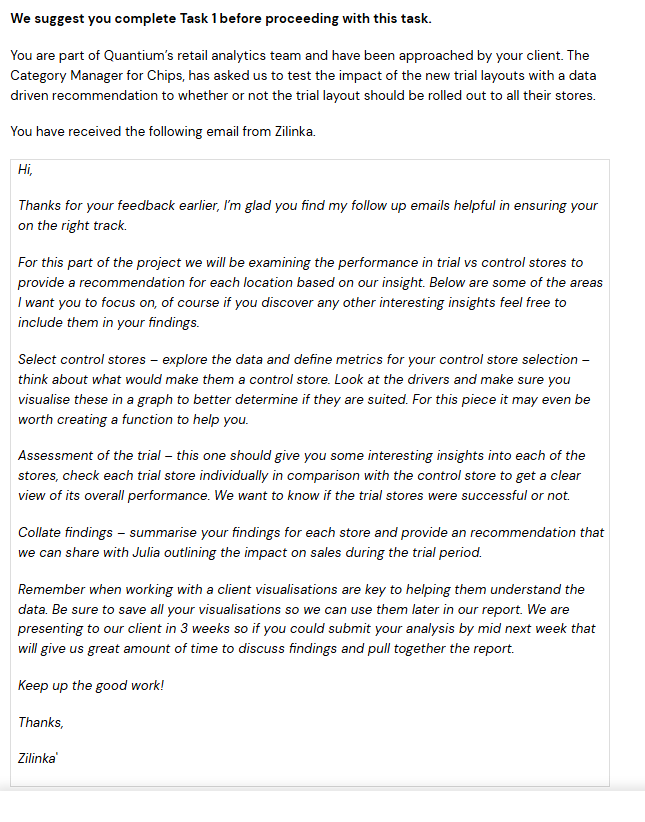 We suggest you complete Task 1 before proceeding with this task.
You are part of Quantium's retail analytics team and have been approached by your client. The
Category Manager for Chips, has asked us to test the impact of the new trial layouts with a data
driven recommendation to whether or not the trial layout should be rolled out to all their stores.
You have received the following email from Zilinka.
Hi,
Thanks for your feedback earlier, I'm glad you find my follow up emails helpful in ensuring your
on the right track.
For this part of the project we will be examining the performance in trial vs control stores to
provide a recommendation for each location based on our insight. Below are some of the areas
I want you to focus on, of course if you discover any other interesting insights feel free to
include them in your findings.
Select control stores – explore the data and define metrics for your control store selection –
think about what would make them a control store. Look at the drivers and make sure you
visualise these in a graph to better determine if they are suited. For this piece it may even be
worth creating a function to help you.
Assessment of the trial – this one should give you some interesting insights into each of the
stores, check each trial store individually in comparison with the control store to get a clear
view of its overall performance. We want to know if the trial stores were successful or not.
Collate findings – summarise your findings for each store and provide an recommendation that
we can share with Julia outlining the impact on sales during the trial period.
Remember when working with a client visualisations are key to helping them understand the
data. Be sure to save all your visualisations so we can use them later in our report. We are
presenting to our client in 3 weeks so if you could submit your analysis by mid next week that
will give us great amount of time to discuss findings and pull together the report.
Keep up the good work!
Thanks,
Zilinka'